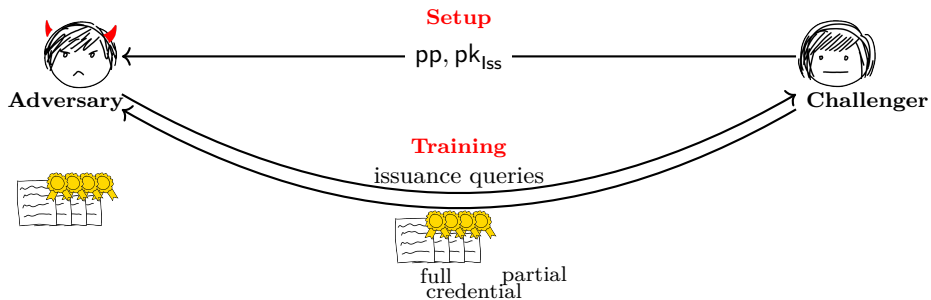 Setup
pp, pk_Iss
Adversary
Challenger
Training
issuance queries
full partial
credential